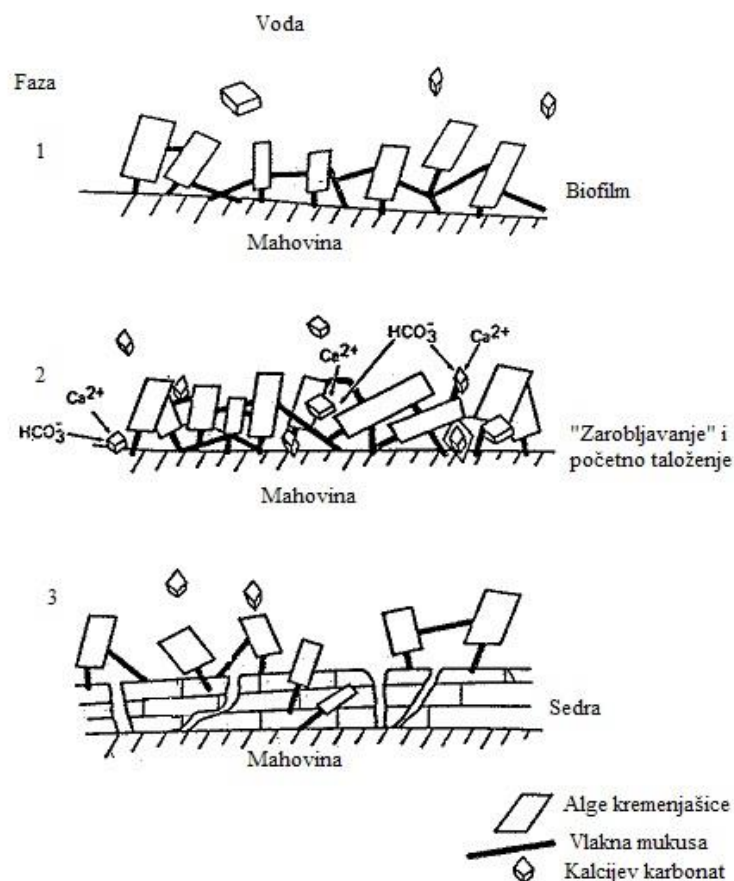 Voda
Faza
1
Biofilm
Mahovina
2
Ca2+
HCO3-
Ca2+
HCO3-
Ca2+
"Zarobljavanje" i
početno taloženje
Mahovina
3
Sedra
Mahovina
Alge kremenjašice
Vlakna mukusa
Kalcijev karbonat